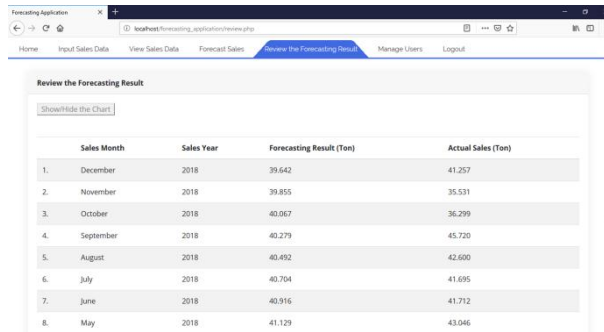 Forecasting Application
localhost/forecasting_application/review.php
Home Input Sales Data View Sales Data Forecast Sales Review the Forecasting Result Manage Users Logout
Review the Forecasting Result
Show/Hide the Chart
Sales Month Sales Year Forecasting Result (Ton) Actual Sales (Ton)
1. December 2018 39.642 41.257
2. November 2018 39.855 35.531
3. October 2018 40.067 36.299
4. September 2018 40.279 45.720
5. August 2018 40.492 42.600
6. July 2018 40.704 41.695
7. June 2018 40.916 41.712
8. May 2018 41.129 43.046